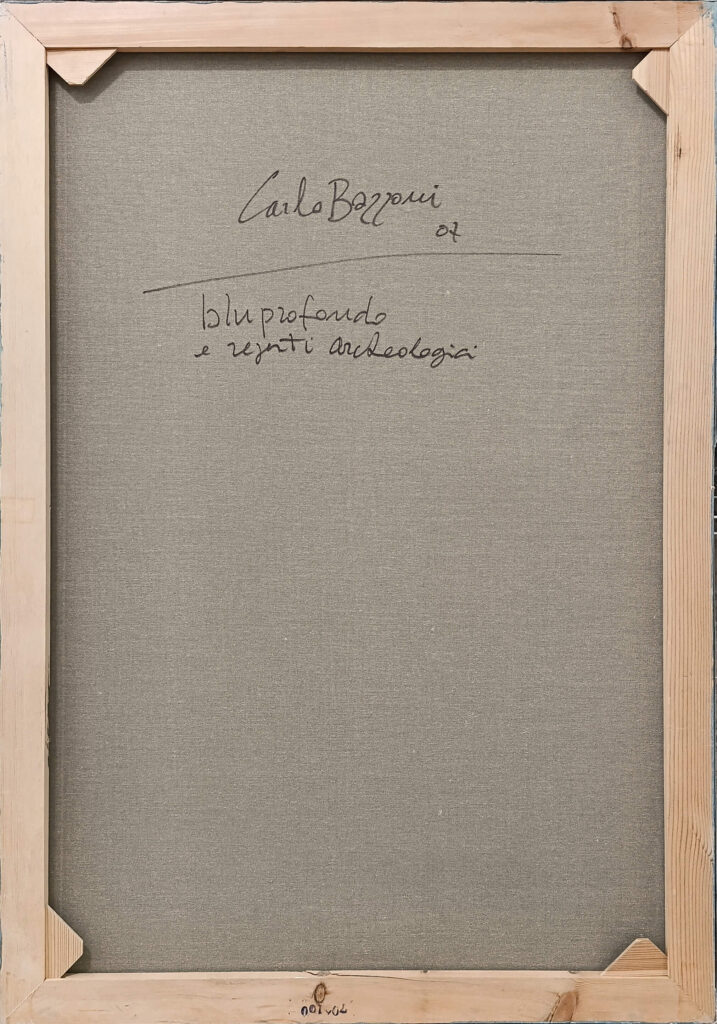 Carlo Bazzani
07
blu profondo
e reperti archeologici